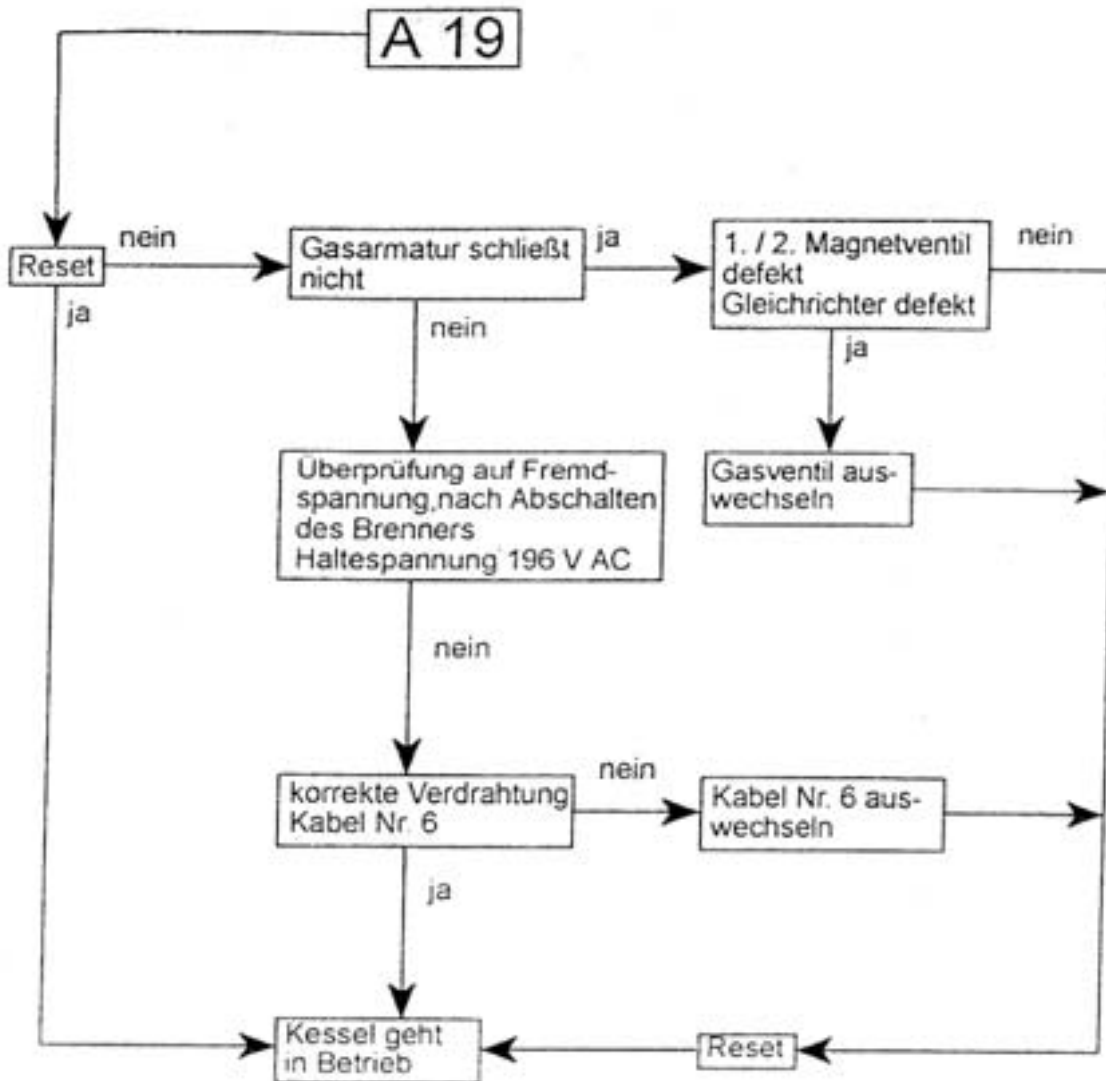 A 19
Reset
nein
ja
Gasarmatur schließt
nicht
ja
nein
1. / 2. Magnetventil
defekt
Gleichrichter defekt
nein
ja
Gasventil aus-
wechseln
Überprüfung auf Fremd-
spannung,nach Abschalten
des Brenners
Haltespannung 196 V AC
nein
korrekte Verdrahtung
Kabel Nr. 6
nein
Kabel Nr. 6 aus-
wechseln
ja
Kessel geht
in Betrieb
Reset